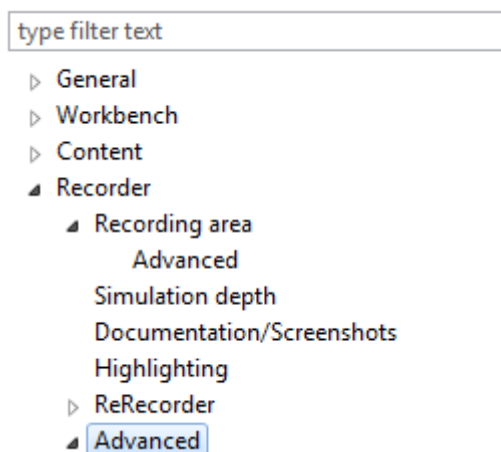 type filter text
General
Workbench
Content
Recorder
Recording area
Advanced
Simulation depth
Documentation/Screenshots
Highlighting
ReRecorder
Advanced